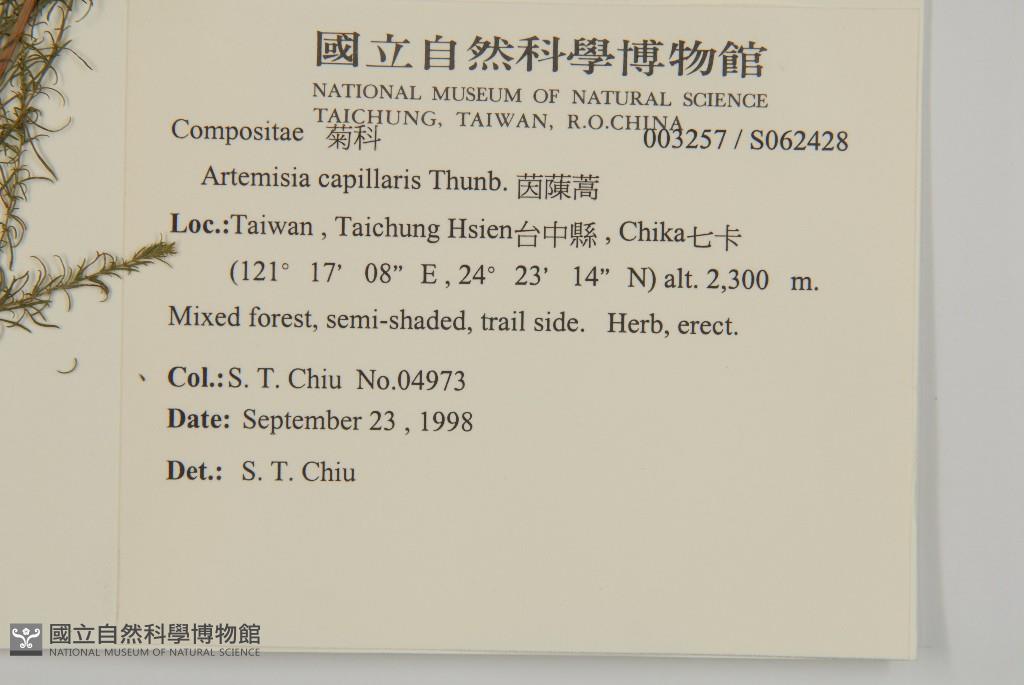 國立自然科學博物館
NATIONAL MUSEUM OF NATURAL SCIENCE
TAICHUNG, TAIWAN, R.O.CHINA
Compositae 菊科 003257 / S062428
Artemisia capillaris Thunb. 茵蔯蒿
Loc.:Taiwan , Taichung Hsien台中縣 , Chika七卡
(121° 17’ 08” E , 24° 23’ 14” N) alt. 2,300 m.
Mixed forest, semi-shaded, trail side. Herb, erect.
、 Col.: S. T. Chiu No.04973
Date: September 23 , 1998
Det.: S. T. Chiu
國立自然科學博物館
NATIONAL MUSEUM OF NATURAL SCIENCE